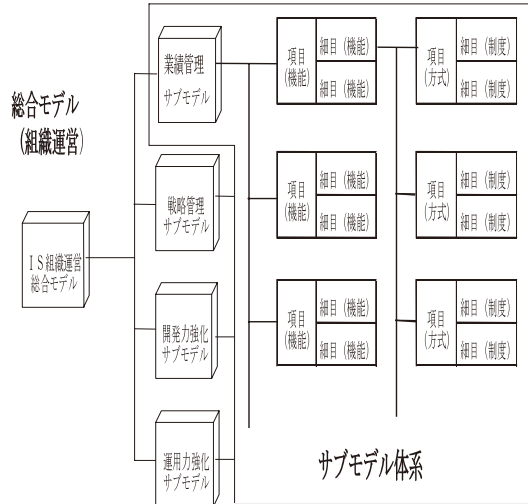 総合モデル
(組織運営)
ＩＳ組織運営
総合モデル
業績管理
サブモデル
戦略管理
サブモデル
開発力強化
サブモデル
運用力強化
サブモデル
項目
(機能)
細目（機能）
細目（機能）
項目
(方式)
細目（制度）
細目（制度）
項目
(機能)
細目（機能）
細目（機能）
項目
(方式)
細目（制度）
細目（制度）
項目
(機能)
細目（機能）
細目（機能）
項目
(方式)
細目（制度）
細目（制度）
サブモデル体系